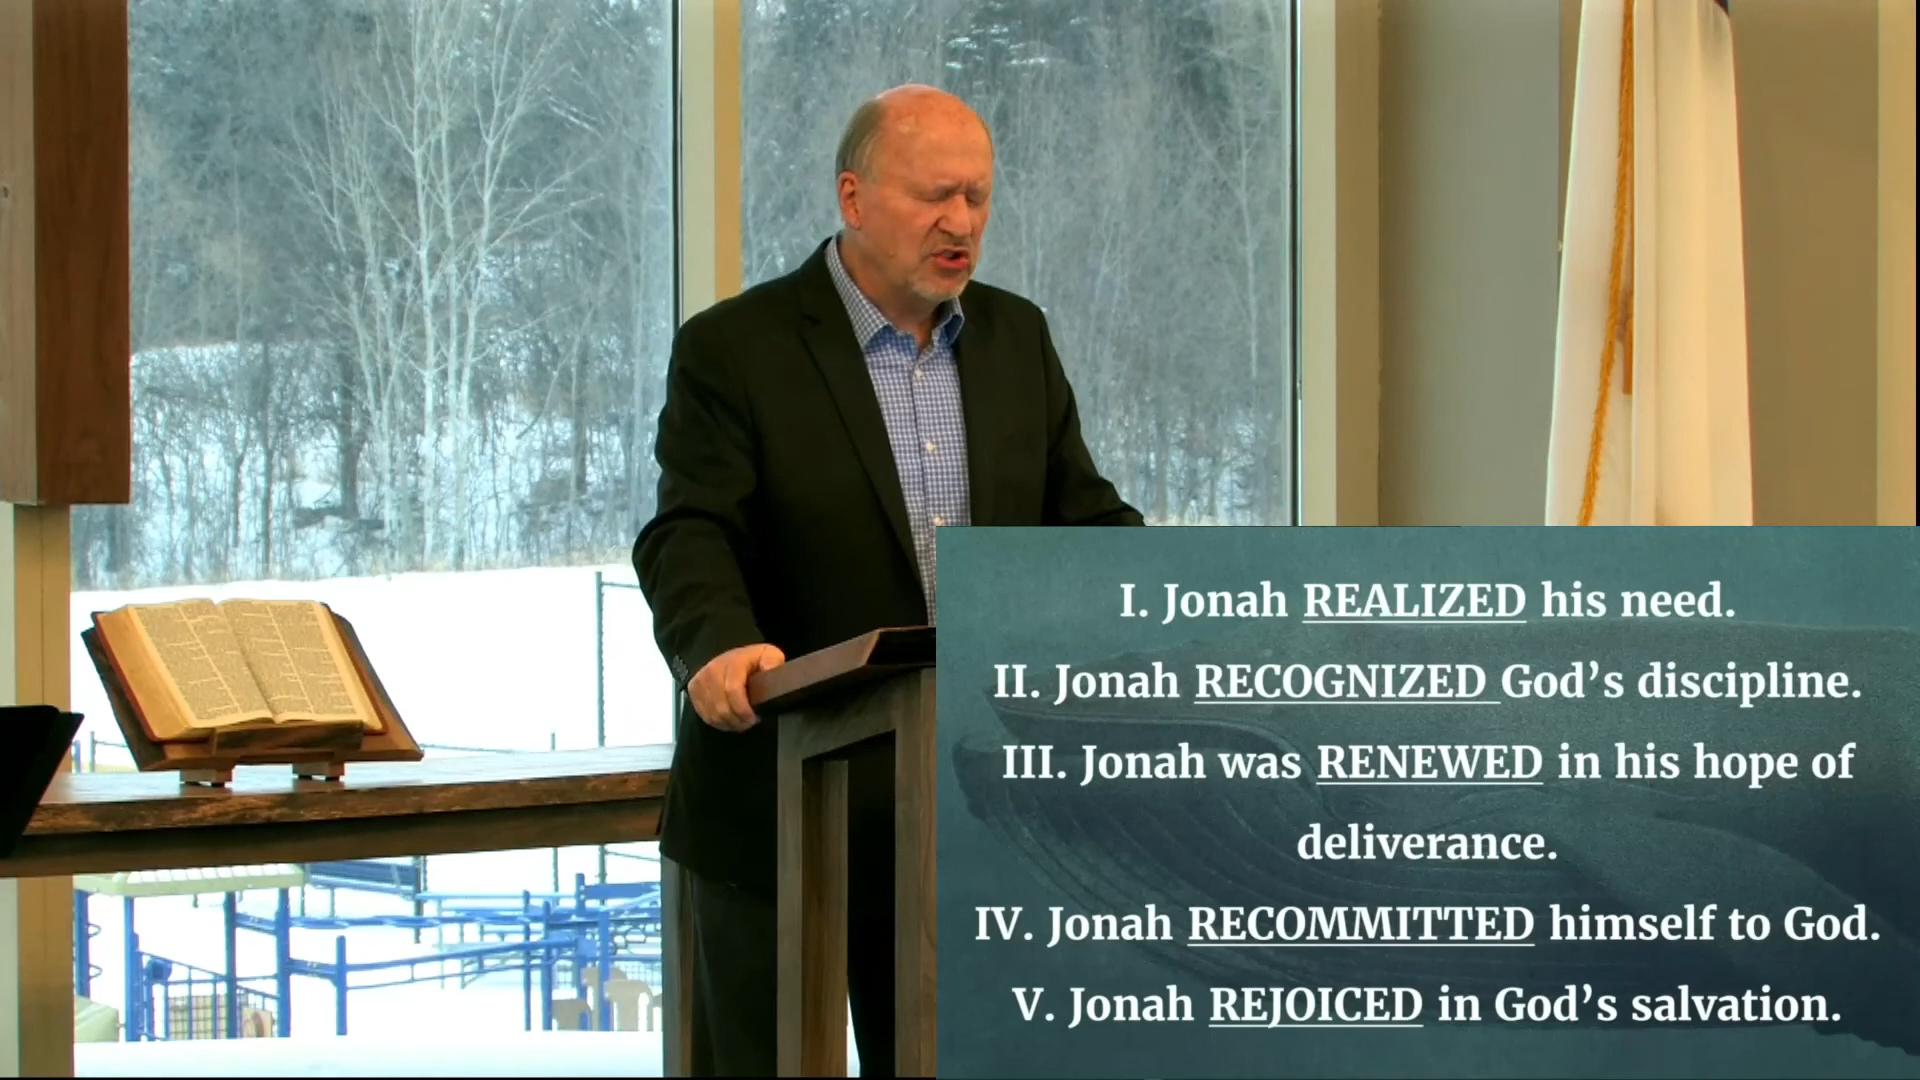 I. Jonah REALIZED his need.
II. Jonah RECOGNIZED God’s discipline.
III. Jonah was RENEWED in his hope of
deliverance.
IV. Jonah RECOMMITTED himself to God.
V. Jonah REJOICED in God’s salvation.